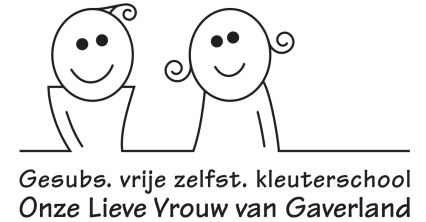 Gesubs. vrije zelfst. kleuterschool
Onze Lieve Vrouw van Gaverland